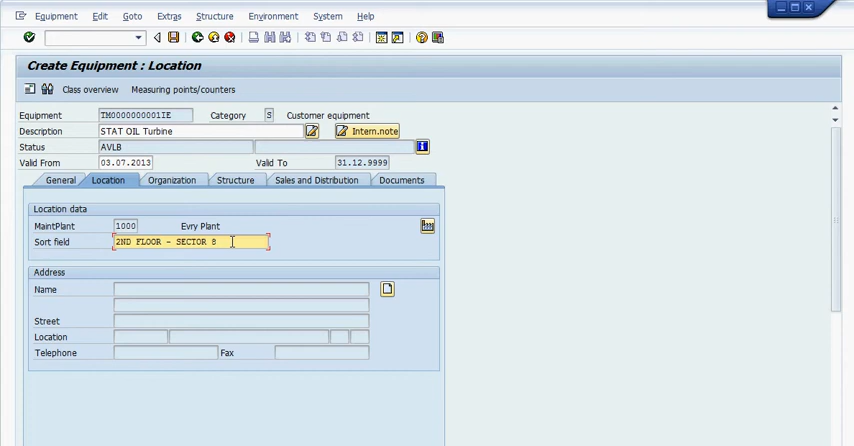 Equipment Edit Goto Extras Structure Environment System Help
Create Equipment : Location
Class overview Measuring points/counters
Equipment TM0000000001IE Category S Customer equipment
Description STAT OIL Turbine Intern.note
Status AVLB
Valid From 03.07.2013 Valid To 31.12.9999
General Location Organization Structure Sales and Distribution Documents
Location data
MaintPlant 1000 Evry Plant
Sort field 2ND FLOOR - SECTOR 8
Address
Name
Street
Location
Telephone Fax